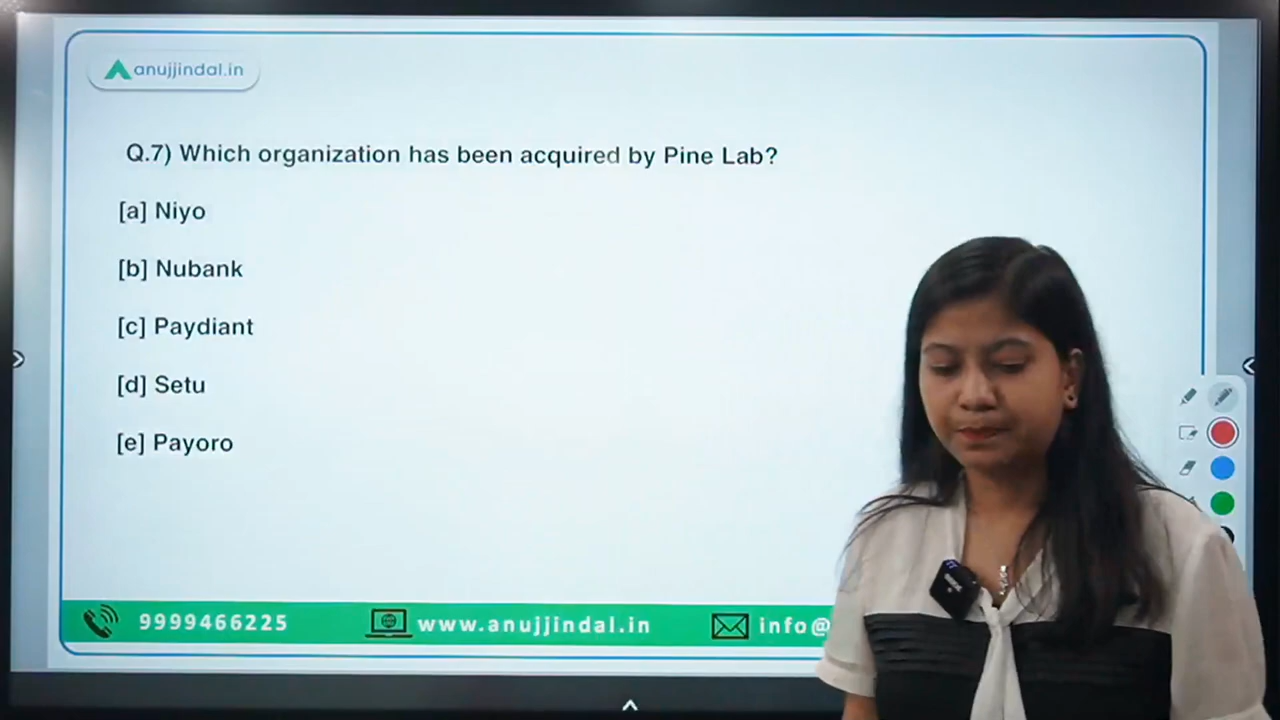 anujjindal.in
Q.7) Which organization has been acquired by Pine Lab?
[a] Niyo
[b] Nubank
[c] Paydiant
[d] Setu
[e] Payoro
9999466225
www.anujjindal.in
info@